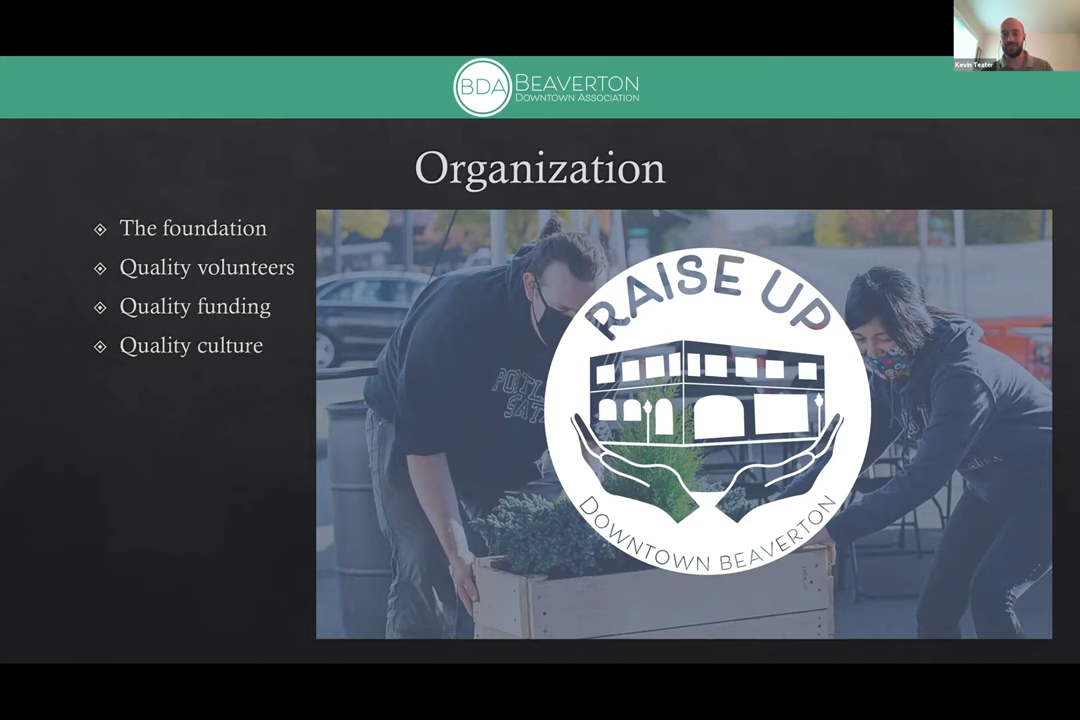 Kevin Teater
BDA
BEAVERTON
DOWNTOWN ASSOCIATION
Organization
The foundation
Quality volunteers
Quality funding
Quality culture
RAISE UP
DOWNTOWN BEAVERTON